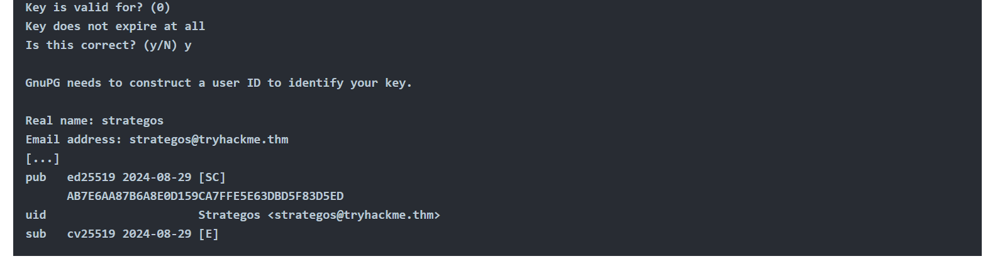 Key is valid for? (0)
Key does not expire at all
Is this correct? (y/N) y
GnuPG needs to construct a user ID to identify your key.
Real name: strategos
Email address: strategos@tryhackme.thm
[...]
pub   ed25519 2024-08-29 [SC]
      AB7E6AA87B6A8E0D159CA7FFE5E63DBD5F83D5ED
uid                      Strategos <strategos@tryhackme.thm>
sub   cv25519 2024-08-29 [E]